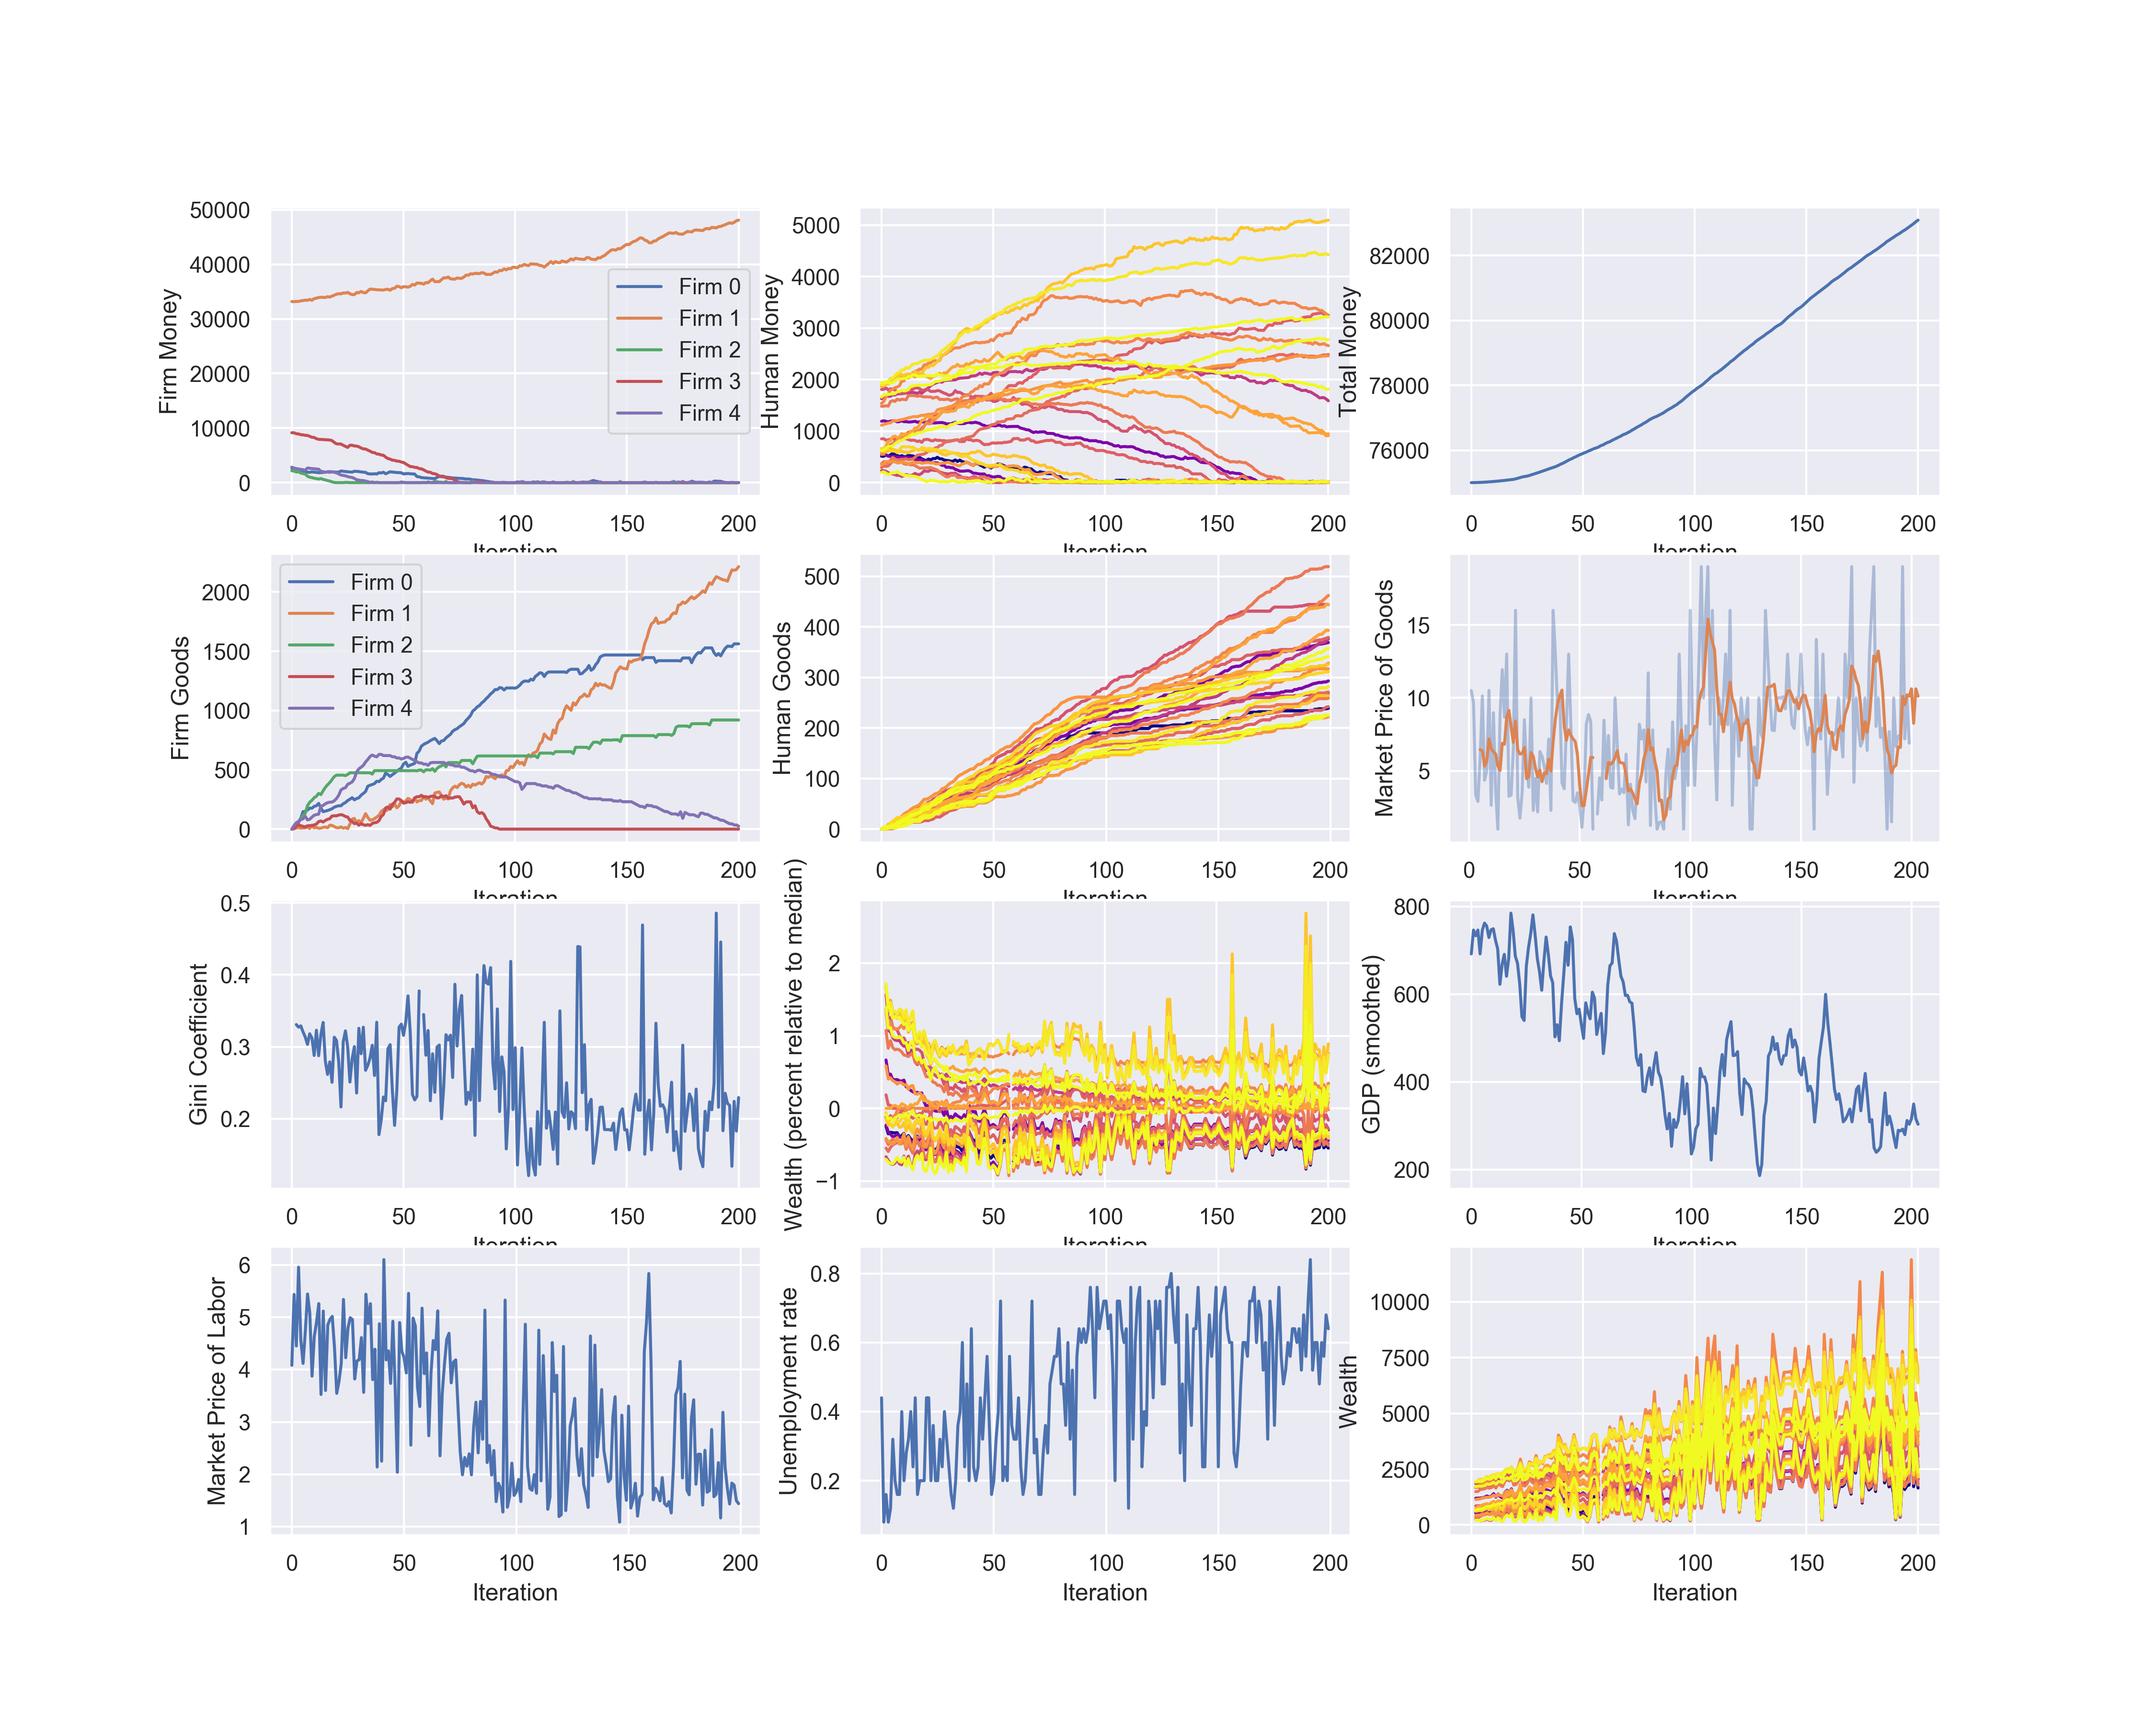 Firm Money
50000
40000
30000
20000
10000
0
0 50 100 150 200
Iteration
Firm 0
Firm 1
Firm 2
Firm 3
Firm 4
Human Money
5000
4000
3000
2000
1000
0
0 50 100 150 200
Iteration
Total Money
82000
80000
78000
76000
0 50 100 150 200
Iteration
Firm Goods
2000
1500
1000
500
0
0 50 100 150 200
Iteration
Firm 0
Firm 1
Firm 2
Firm 3
Firm 4
Human Goods
500
400
300
200
100
0
0 50 100 150 200
Iteration
Market Price of Goods
15
10
5
0 50 100 150 200
Iteration
Gini Coefficient
0.5
0.4
0.3
0.2
0 50 100 150 200
Iteration
Wealth (percent relative to median)
2
1
0
−1
0 50 100 150 200
Iteration
GDP (smoothed)
800
600
400
200
0 50 100 150 200
Iteration
Market Price of Labor
6
5
4
3
2
1
0 50 100 150 200
Iteration
Unemployment rate
0.8
0.6
0.4
0.2
0 50 100 150 200
Iteration
Wealth
10000
7500
5000
2500
0
0 50 100 150 200
Iteration